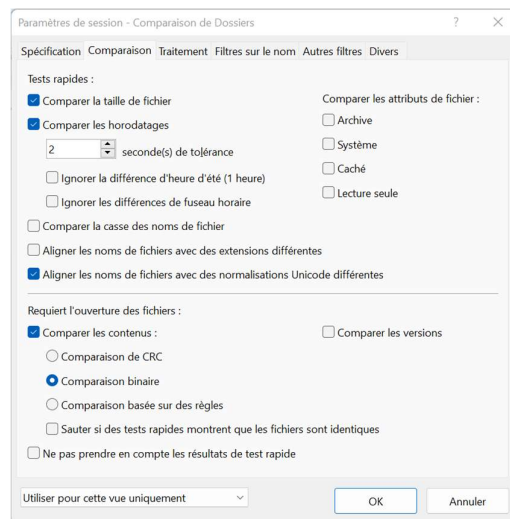 Paramètres de session - Comparaison de Dossiers
Spécification Comparaison Traitement Filtres sur le nom Autres filtres Divers
Tests rapides :
Comparer la taille de fichier
Comparer les horodatages
2 seconde(s) de tolérance
Ignorer la différence d'heure d'été (1 heure)
Ignorer les différences de fuseau horaire
Comparer la casse des noms de fichier
Aligner les noms de fichiers avec des extensions différentes
Aligner les noms de fichiers avec des normalisations Unicode différentes
Comparer les attributs de fichier :
Archive
Système
Caché
Lecture seule
Requiert l'ouverture des fichiers :
Comparer les contenus :
Comparaison de CRC
Comparaison binaire
Comparaison basée sur des règles
Sauter si des tests rapides montrent que les fichiers sont identiques
Comparer les versions
Ne pas prendre en compte les résultats de test rapide
Utiliser pour cette vue uniquement
OK
Annuler